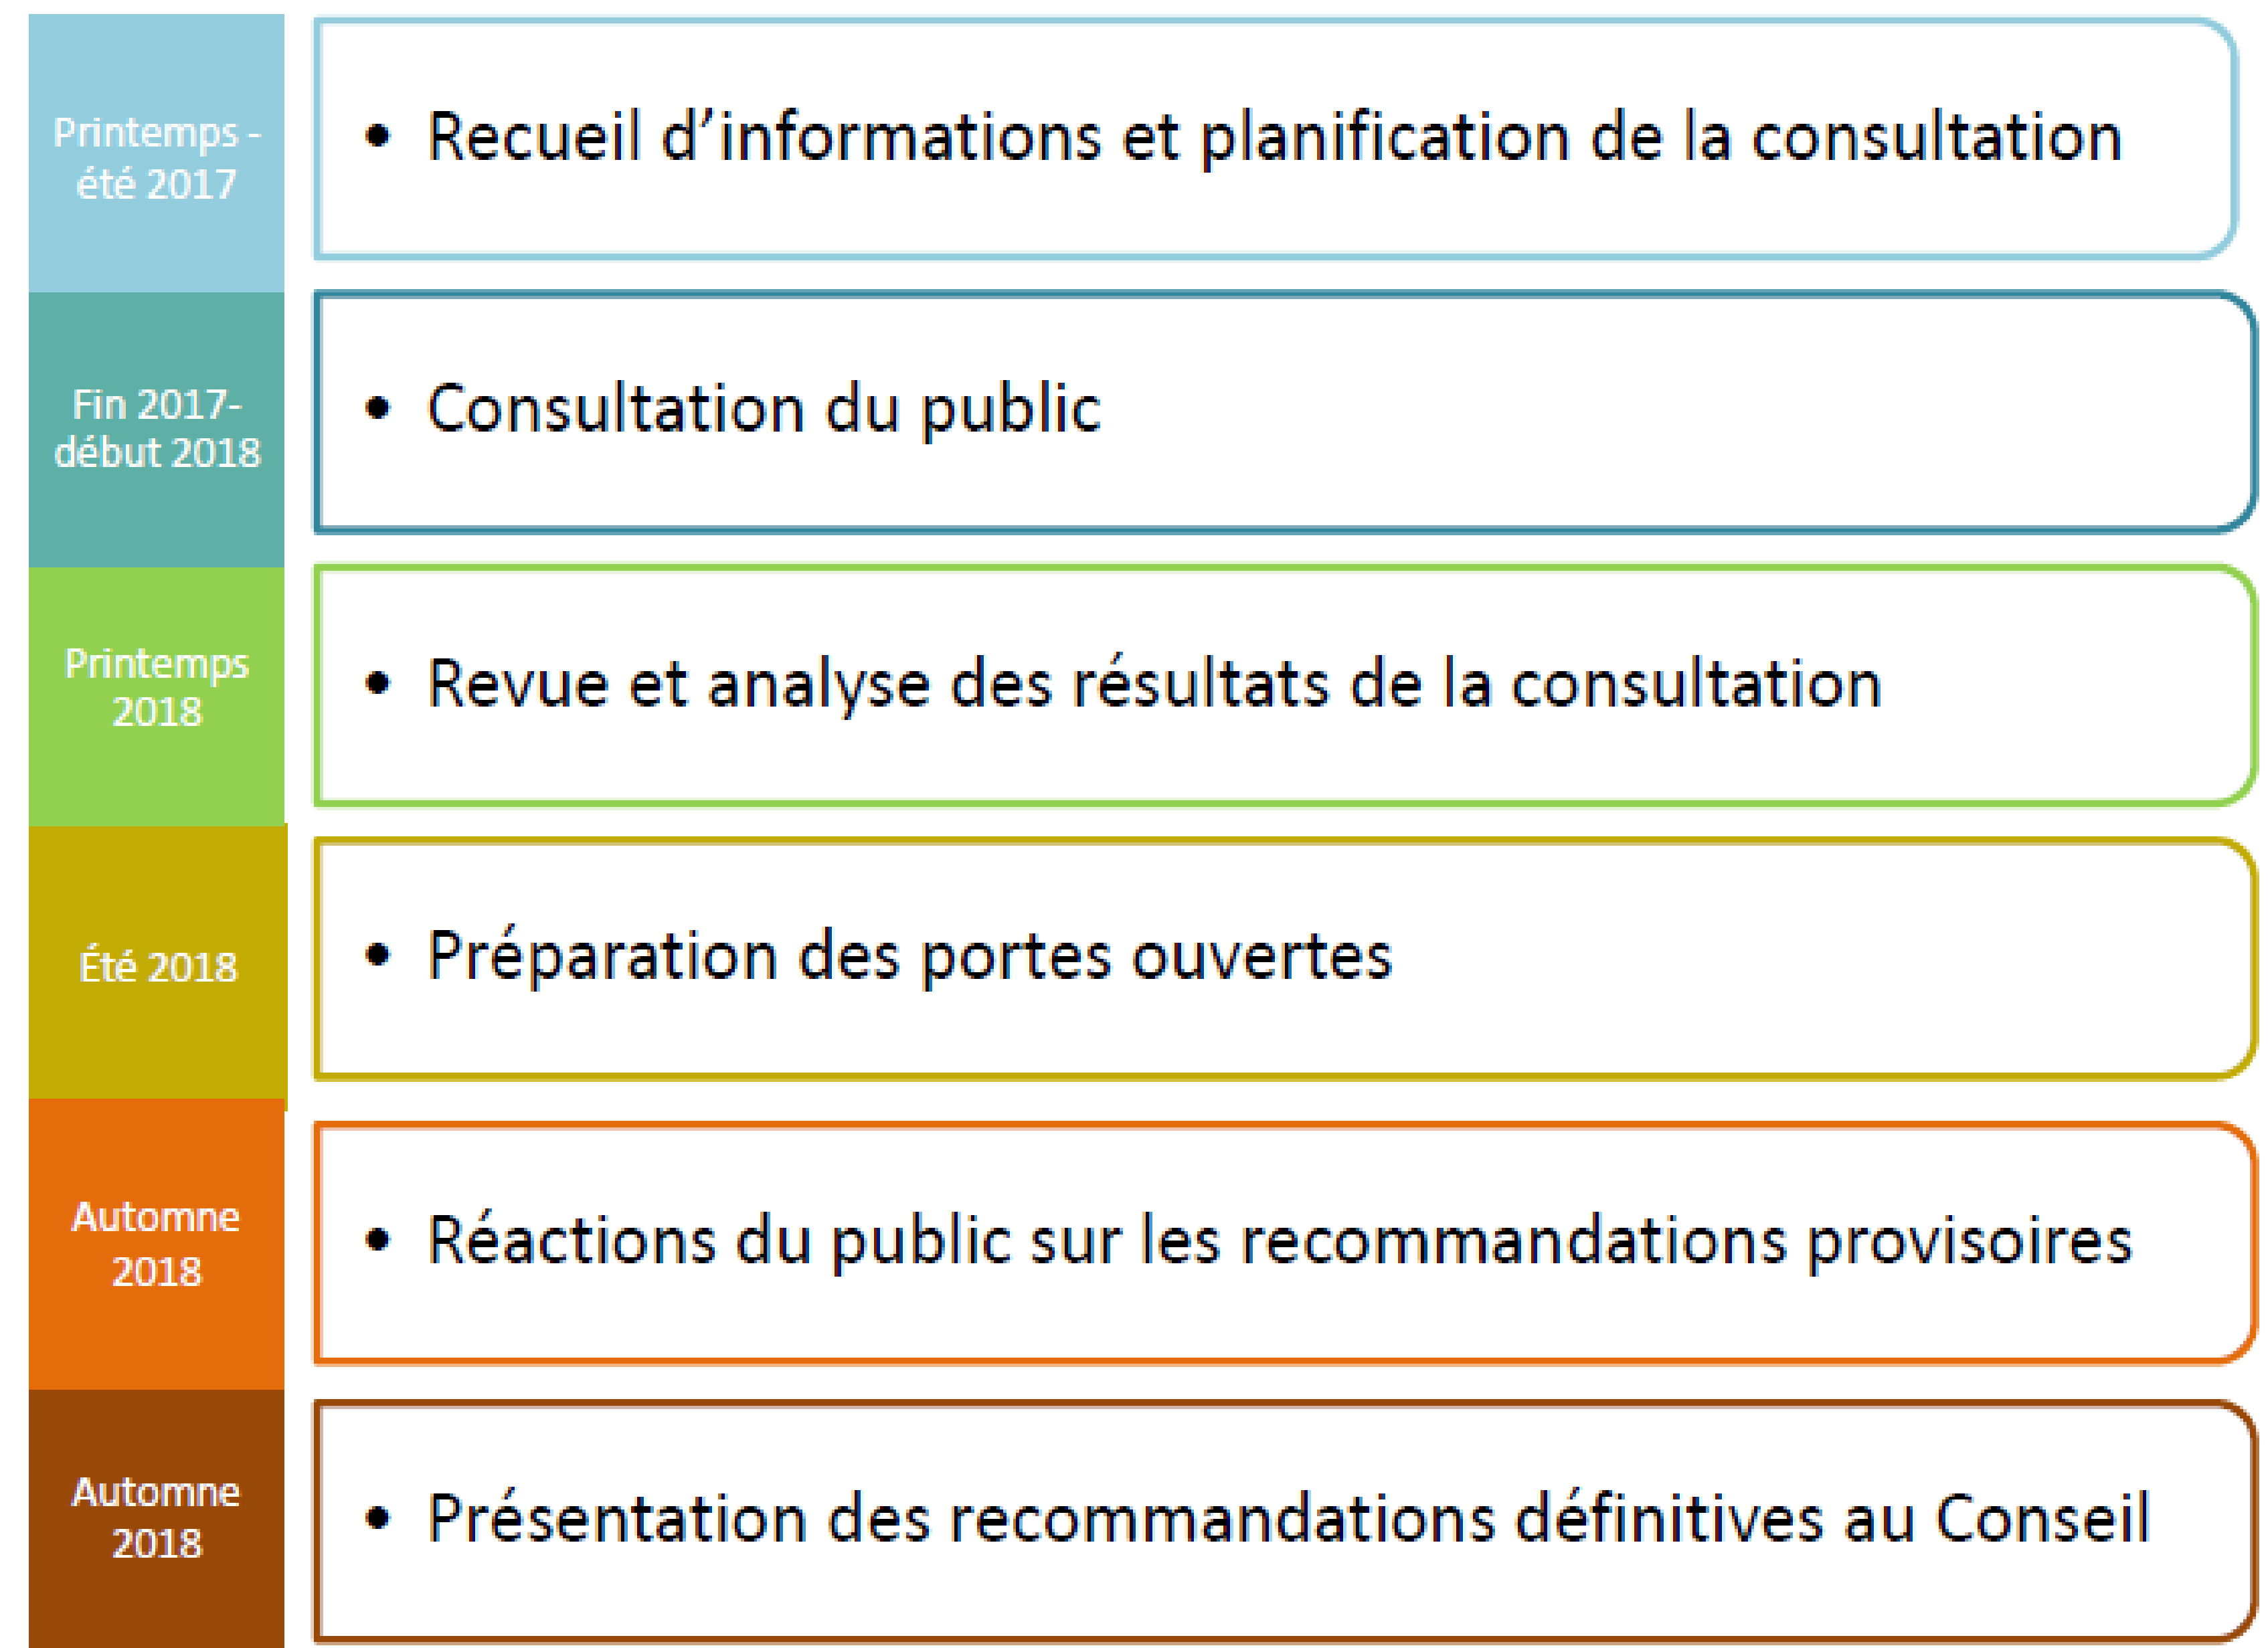 Printemps -
été 2017
• Recueil d’informations et planification de la consultation
Fin 2017-
début 2018
• Consultation du public
Printemps
2018
• Revue et analyse des résultats de la consultation
Été 2018
• Préparation des portes ouvertes
Automne
2018
• Réactions du public sur les recommandations provisoires
Automne
2018
• Présentation des recommandations définitives au Conseil